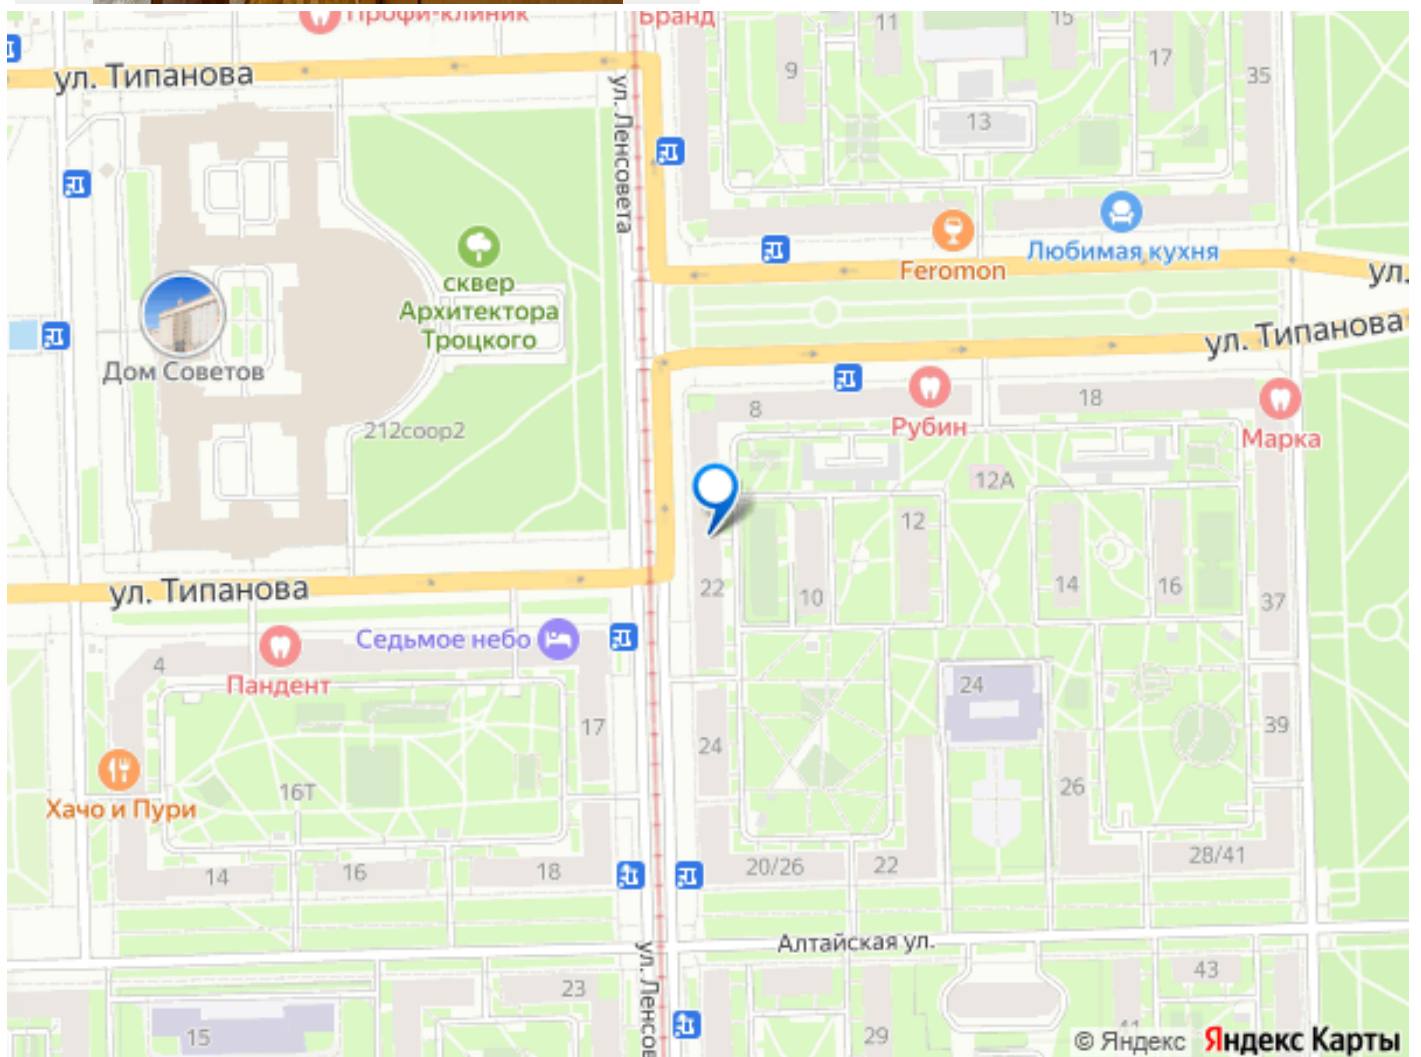 Профи-клиник
Бранд
11
15
17
ул. Типанова
9
35
13
ул. Ленсовета
Любимая кухня
Feromon
сквер
Архитектора
Троцкого
ул.
ул. Типанова
Дом Советов
8
18
Рубин
Марка
212соор2
12А
12
22
10
14
16
37
ул. Типанова
Седьмое небо
4
Пандент
24
17
24
39
16Т
26
Хачо и Пури
14
16
18
20/26
22
28/41
Алтайская ул.
ул. Ленсов
43
23
15
29
41
© Яндекс Яндекс Карты